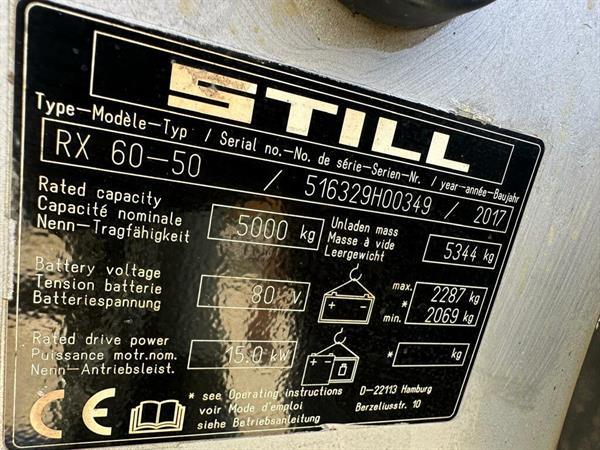 STILL
Type-Modèle-Typ / Serial no.-No. de série-Serien-Nr. / year-année-Baujahr
RX 60-50 / 516329H00349 / 2017
Rated capacity
Capacité nominale
Nenn-Tragfähigkeit
5000 kg
Unladen mass
Masse à vide
Leergewicht
5344 kg
Battery voltage
Tension batterie
Batteriespannung
80 V
max. 2287 kg
*
min. 2069 kg
Rated drive power
Puissance motr.nom.
Nenn-Antriebsleist.
15.0 kW
* kg
CE
* see Operating instructions
voir Mode d'emploi
siehe Betriebsanleitung
D-22113 Hamburg
Berzeliusstr. 10